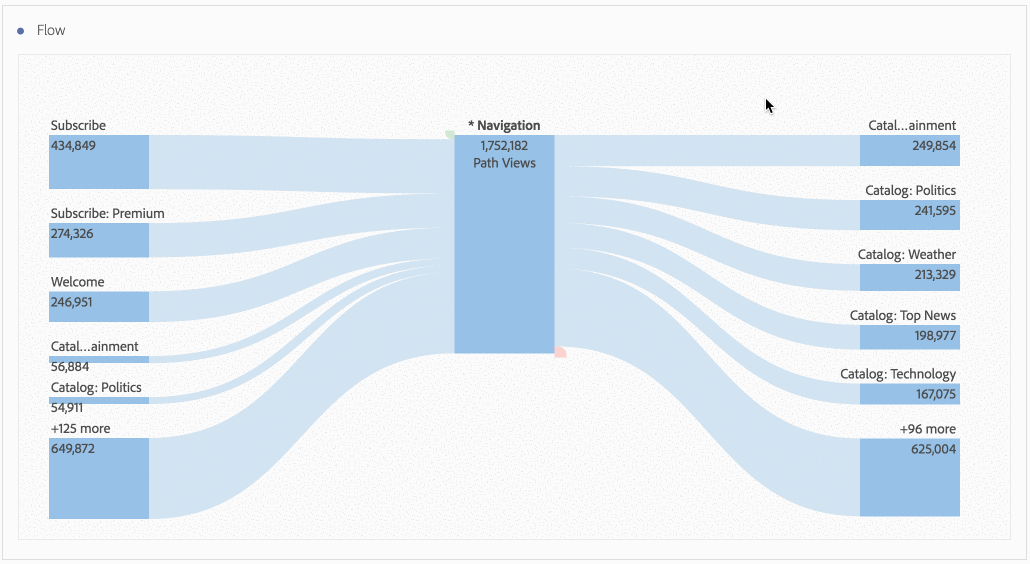 Flow
Subscribe
434,849
Subscribe: Premium
274,326
Welcome
246,951
Catal...ainment
56,884
Catalog: Politics
54,911
+125 more
649,872
* Navigation
1,752,182
Path Views
Catal...ainment
249,854
Catalog: Politics
241,595
Catalog: Weather
213,329
Catalog: Top News
198,977
Catalog: Technology
167,075
+96 more
625,004